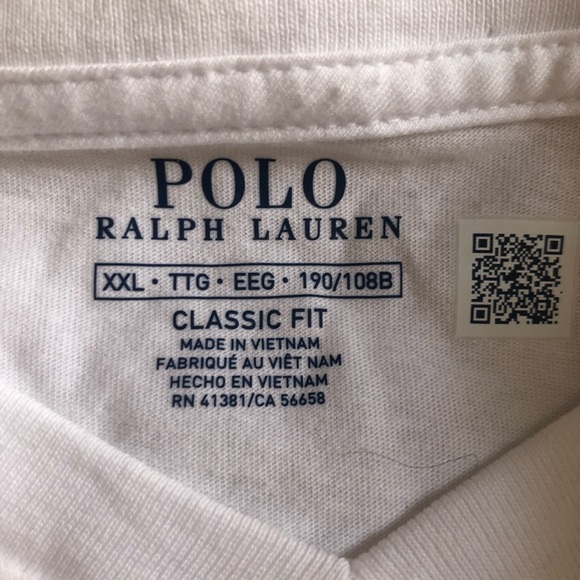 POLO
RALPH LAUREN
XXL • TTG • EEG • 190/108B
CLASSIC FIT
MADE IN VIETNAM
FABRIQUÉ AU VIÊT NAM
HECHO EN VIETNAM
RN 41381/CA 56658